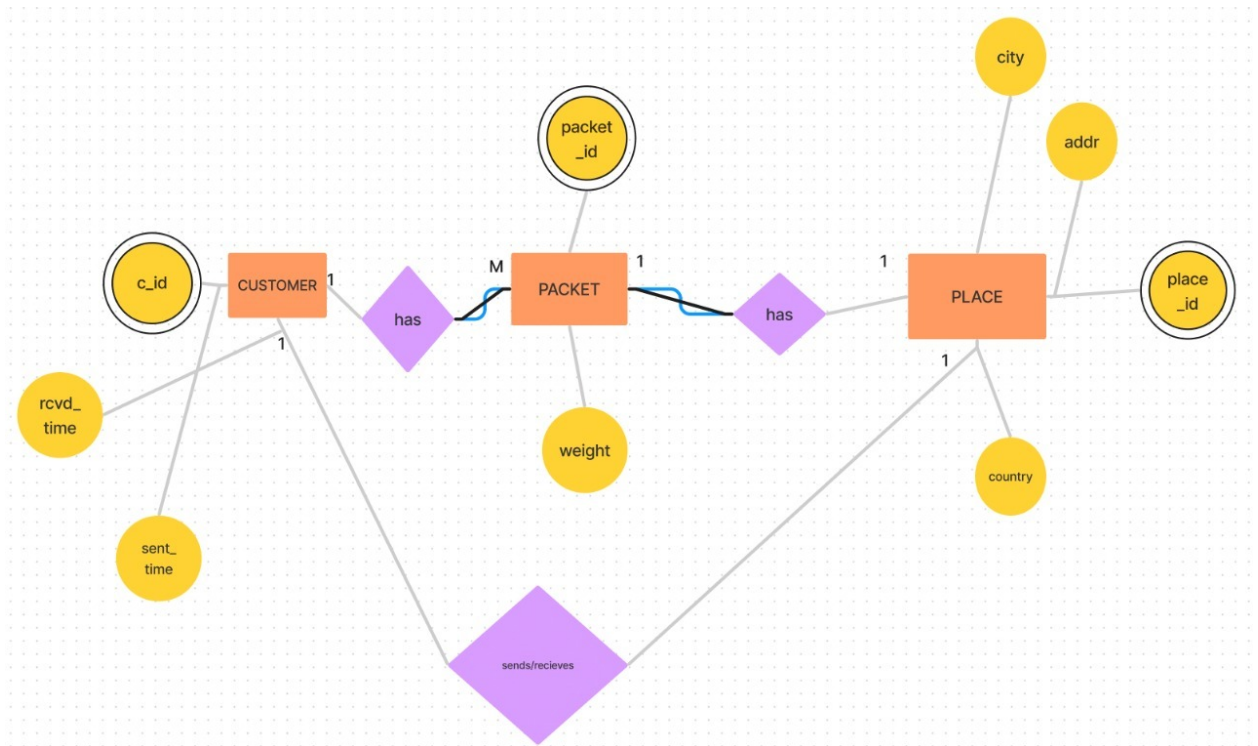 city
packet
_id
addr
c_id
CUSTOMER
1
has
M
PACKET
1
has
1
PLACE
place
_id
1
1
rcvd_
time
weight
country
sent_
time
sends/recieves